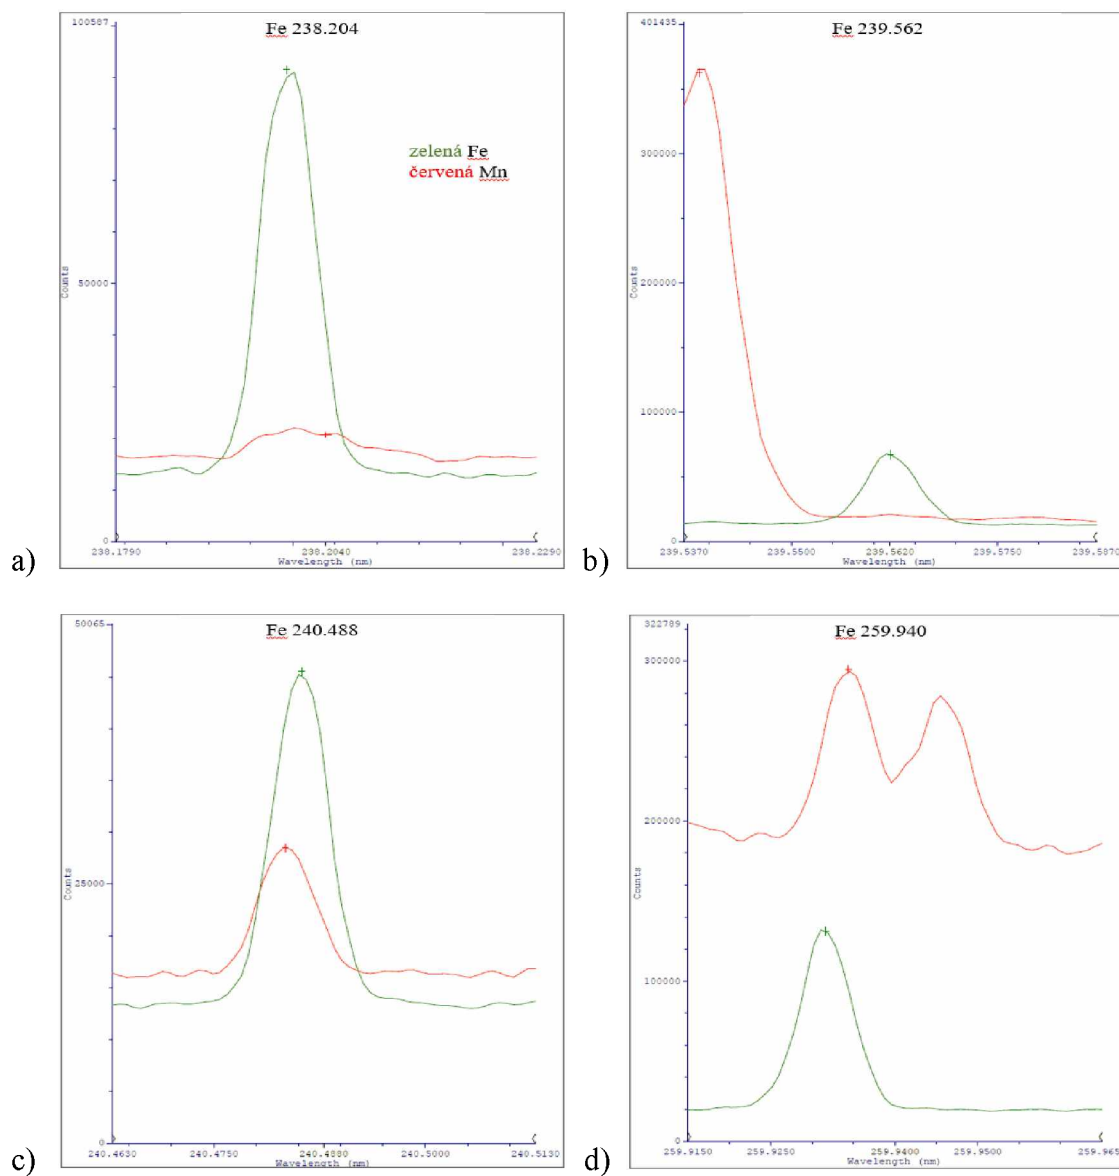 100587
Fe 238.204
zelená Fe
červená Mn
50000
Counts
0
238.1790
238.2040
238.2290
Wavelength (nm)
a)
401435
Fe 239.562
300000
200000
Counts
100000
0
239.5370
239.5500
239.5620
239.5750
239.5870
Wavelength (nm)
b)
50065
Fe 240.488
Counts
25000
0
240.4630
240.4750
240.4880
240.5000
240.5130
Wavelength (nm)
c)
322789
Fe 259.940
300000
200000
Counts
100000
0
259.9150
259.9250
259.9400
259.9500
Wavelength (nm)
d)